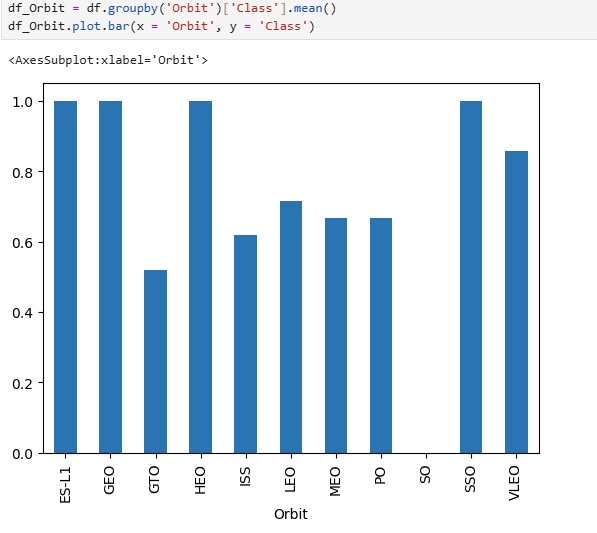 df_Orbit = df.groupby('Orbit')['Class'].mean()
df_Orbit.plot.bar(x = 'Orbit', y = 'Class')
<AxesSubplot:xlabel='Orbit'>
1.0
0.8
0.6
0.4
0.2
0.0
ES-L1
GEO
GTO
HEO
ISS
LEO
MEO
PO
SO
SSO
VLEO
Orbit